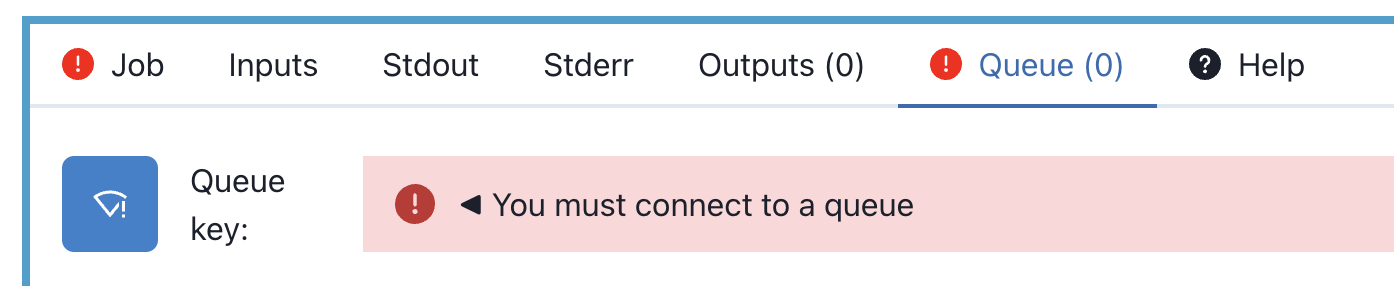 Job Inputs Stdout Stderr Outputs (0) Queue (0) Help
Queue
key:
◀ You must connect to a queue